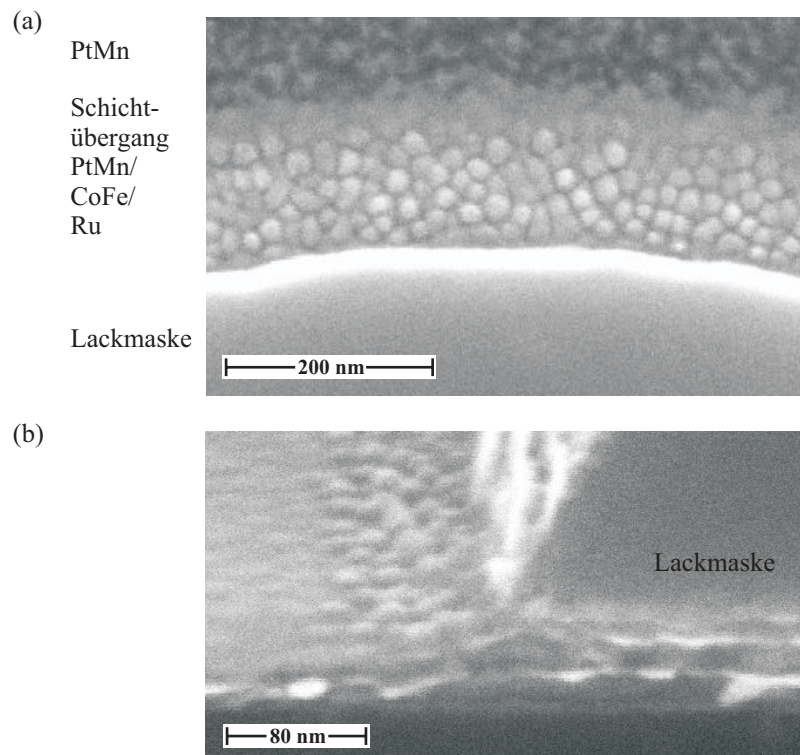 (a)
PtMn
Schicht-
übergang
PtMn/
CoFe/
Ru
Lackmaske
200 nm
(b)
Lackmaske
80 nm